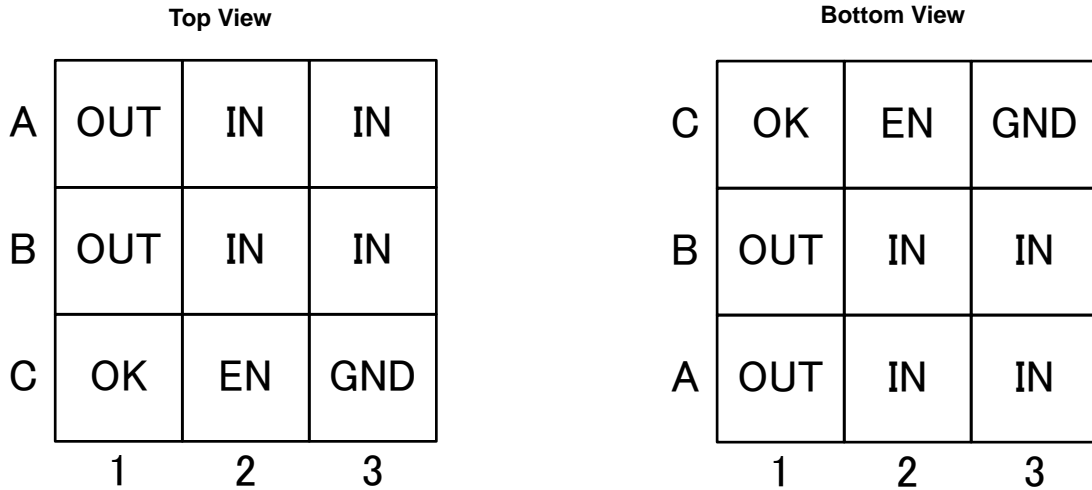 Top View
A OUT IN IN
B OUT IN IN
C OK EN GND
1 2 3
Bottom View
C OK EN GND
B OUT IN IN
A OUT IN IN
1 2 3